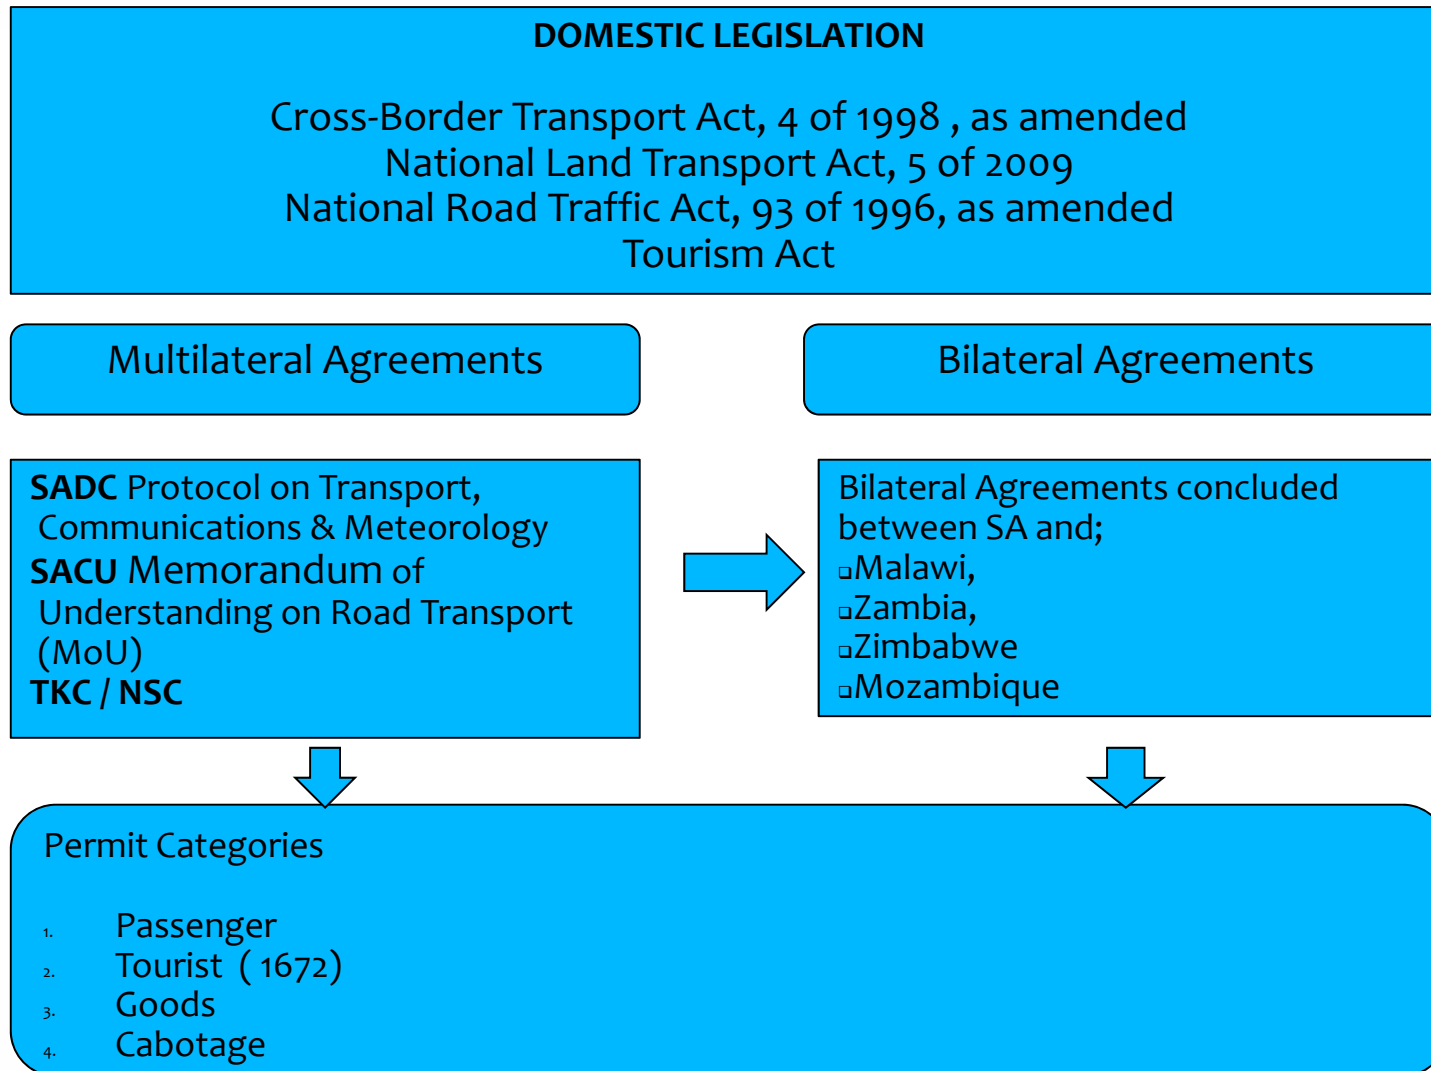 DOMESTIC LEGISLATION
Cross-Border Transport Act, 4 of 1998 , as amended
National Land Transport Act, 5 of 2009
National Road Traffic Act, 93 of 1996, as amended
Tourism Act
Multilateral Agreements
Bilateral Agreements
SADC Protocol on Transport,
Communications & Meteorology
SACU Memorandum of
Understanding on Road Transport
(MoU)
TKC / NSC
Bilateral Agreements concluded
between SA and;
❑Malawi,
❑Zambia,
❑Zimbabwe
❑Mozambique
Permit Categories
1. Passenger
2. Tourist ( 1672)
3. Goods
4. Cabotage